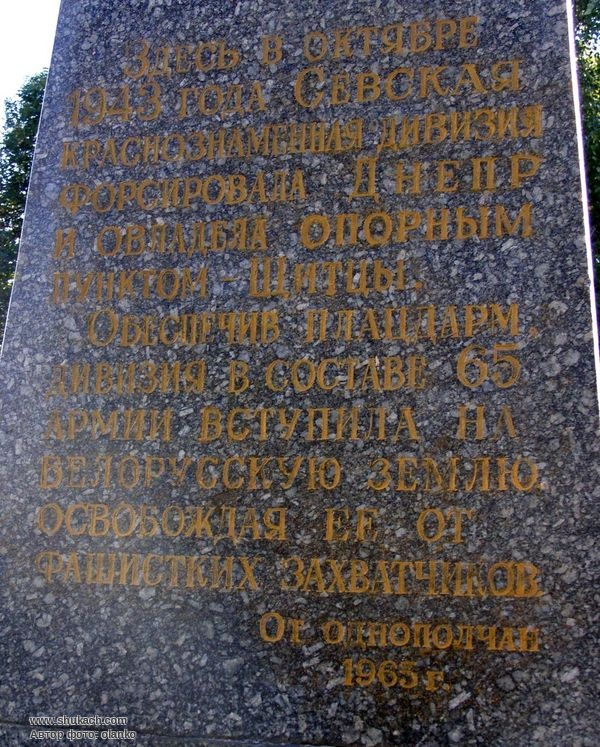 Здесь в октябре
1943 года Севская
краснознаменная дивизия
форсировала Днепр
и овладела опорным
пунктом – Щитцы.
Обеспечив плацдарм,
дивизия в составе 65
армии вступила на
белорусскую землю,
освобождая ее от
фашистких захватчиков.
От однополчан
1965 г.
www.shukach.com
Автор фото: olanko